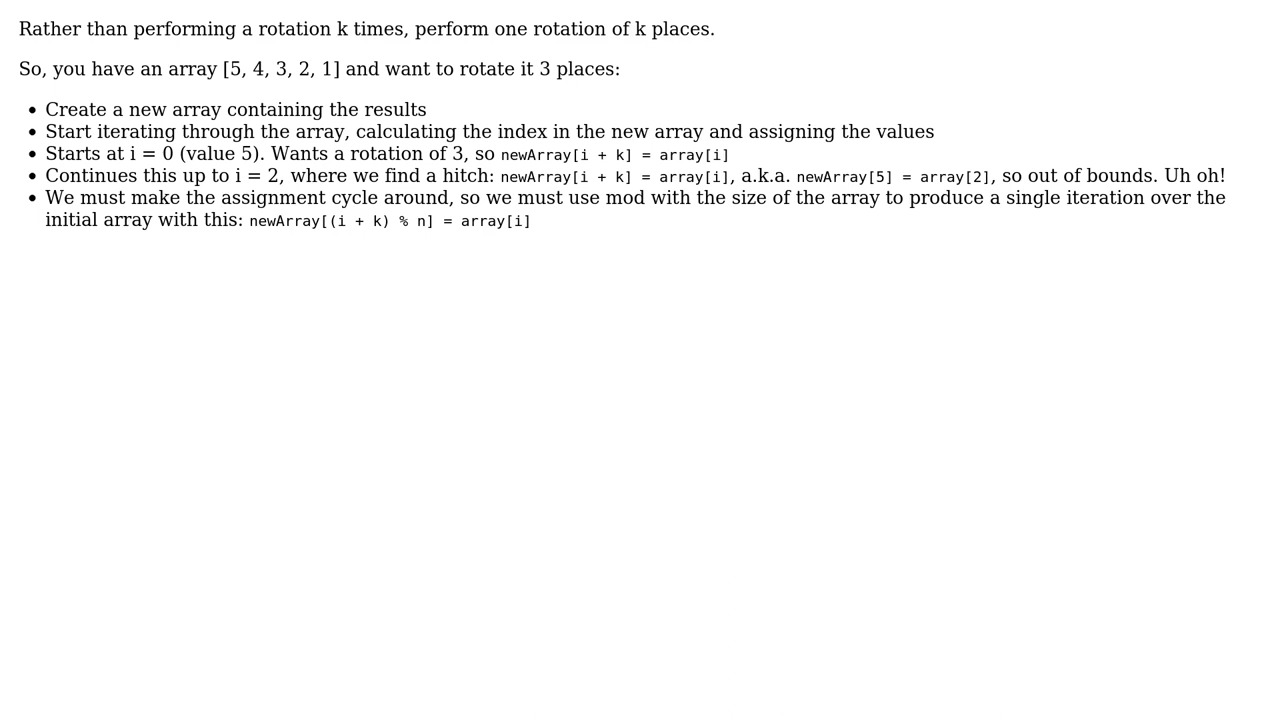 Rather than performing a rotation k times, perform one rotation of k places.
So, you have an array [5, 4, 3, 2, 1] and want to rotate it 3 places:
• Create a new array containing the results
• Start iterating through the array, calculating the index in the new array and assigning the values
• Starts at i = 0 (value 5). Wants a rotation of 3, so newArray[i + k] = array[i]
• Continues this up to i = 2, where we find a hitch: newArray[i + k] = array[i], a.k.a. newArray[5] = array[2], so out of bounds. Uh oh!
• We must make the assignment cycle around, so we must use mod with the size of the array to produce a single iteration over the
initial array with this: newArray[(i + k) % n] = array[i]